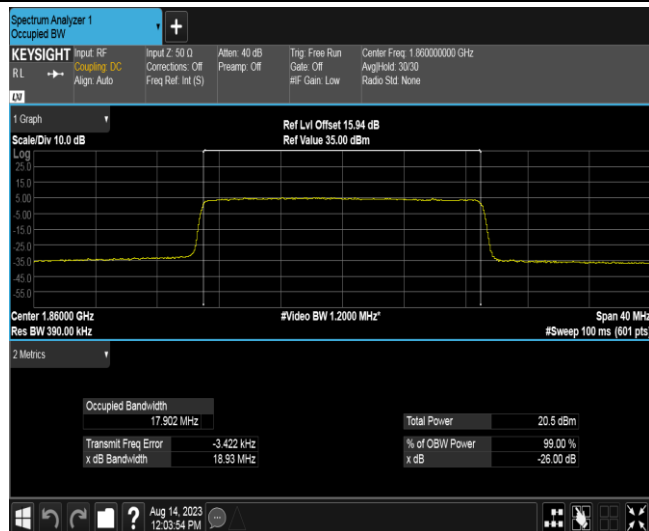 Spectrum Analyzer 1
Occupied BW
+
KEYSIGHT Input: RF Input Z: 50 Ω Atten: 40 dB Trig: Free Run Center Freq: 1.860000000 GHz
RL Coupling: DC Corrections: Off Preamp: Off Gate: Off Avg|Hold: 30/30
Align: Auto Freq Ref: Int (S) #IF Gain: Low Radio Std: None
1 Graph
Ref Lvl Offset 15.94 dB
Scale/Div 10.0 dB Ref Value 35.00 dBm
Log
25.0
15.0
5.00
-5.00
-15.0
-25.0
-35.0
-45.0
-55.0
Center 1.86000 GHz #Video BW 1.2000 MHz* Span 40 MHz
Res BW 390.00 kHz #Sweep 100 ms (601 pts)
2 Metrics
Occupied Bandwidth
17.902 MHz Total Power 20.5 dBm
Transmit Freq Error -3.422 kHz % of OBW Power 99.00 %
x dB Bandwidth 18.93 MHz x dB -26.00 dB
? Aug 14, 2023
12:03:54 PM